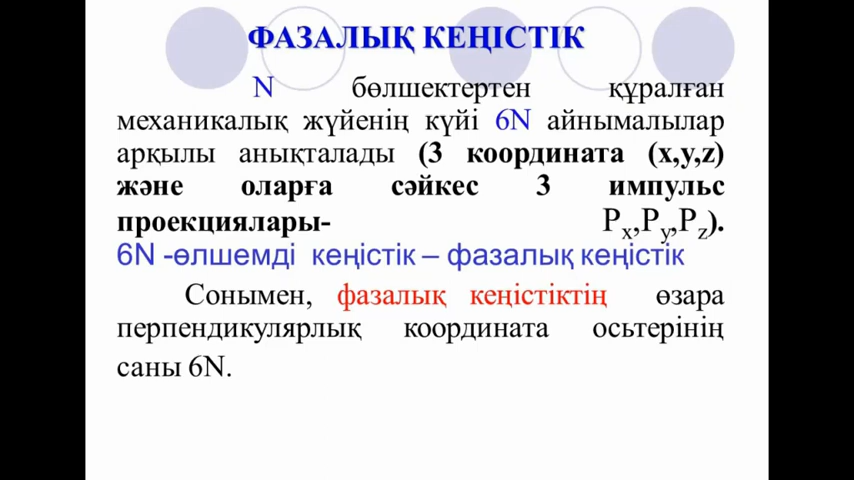 ФАЗАЛЫҚ КЕҢІСТІК
N бөлшектертен құралған
механикалық жүйенің күйі 6N айнымалылар
арқылы анықталады (3 координата (x,y,z)
және оларға сәйкес 3 импульс
проекциялары- Px,Py,Pz).
6N -өлшемді кеңістік – фазалық кеңістік
Сонымен, фазалық кеңістіктің өзара
перпендикулярлық координата осьтерінің
саны 6N.